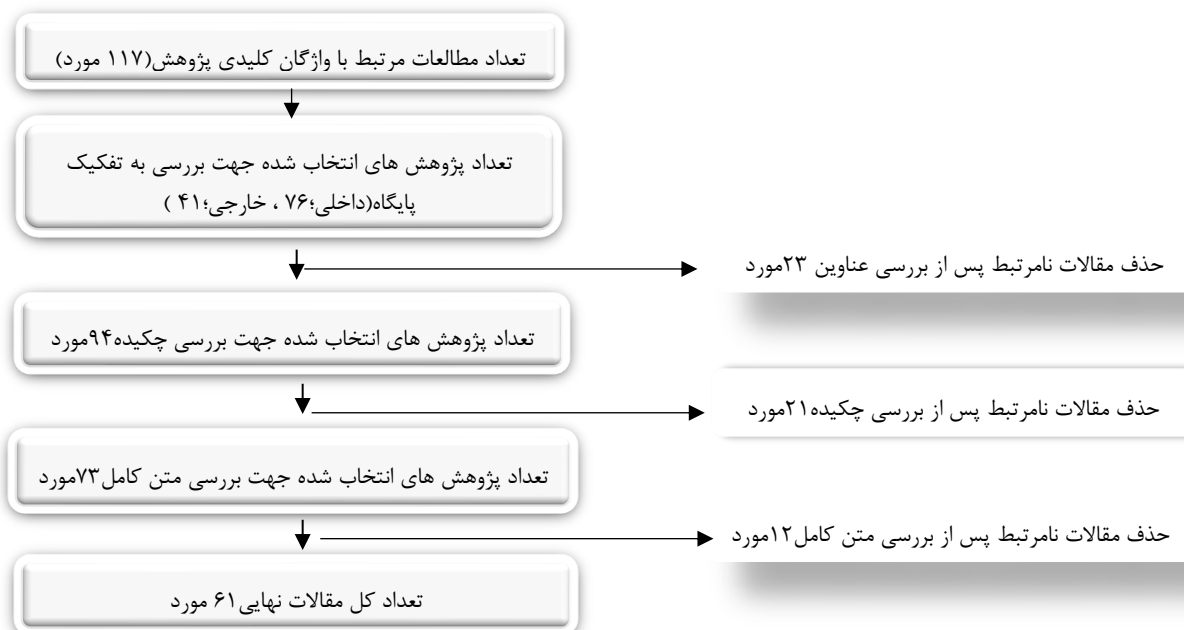 تعداد مطالعات مرتبط با واژگان کلیدی پژوهش(۱۱۷ مورد)
تعداد پژوهش های انتخاب شده جهت بررسی به تفکیک
پایگاه(داخلی؛۷۶ ، خارجی؛۴۱ )
حذف مقالات نامرتبط پس از بررسی عناوین ۲۳مورد
تعداد پژوهش های انتخاب شده جهت بررسی چکیده۹۴مورد
حذف مقالات نامرتبط پس از بررسی چکیده۲۱مورد
تعداد پژوهش های انتخاب شده جهت بررسی متن کامل۷۳مورد
حذف مقالات نامرتبط پس از بررسی متن کامل۱۲مورد
تعداد کل مقالات نهایی۶۱ مورد